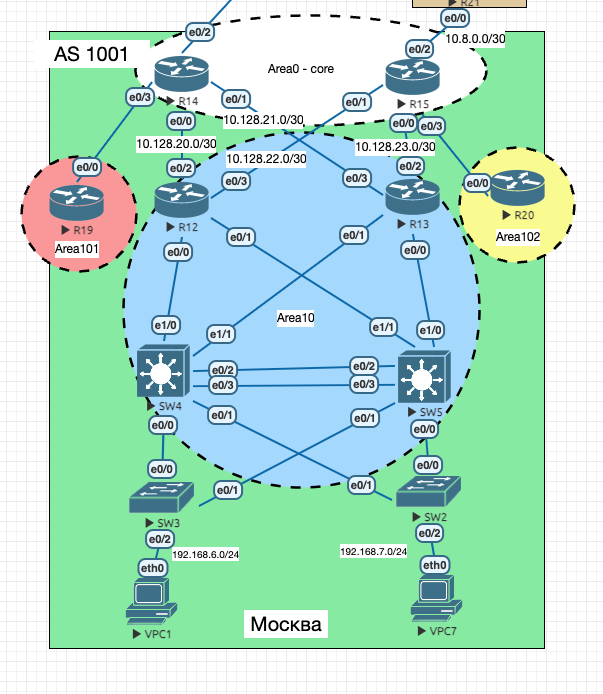 R21
e0/0
e0/2
10.8.0.0/30
e0/2
AS 1001
Area0 - core
R14
R15
e0/3
e0/1
e0/1
e0/0
10.128.21.0/30
e0/0
e0/3
10.128.20.0/30
10.128.22.0/30
10.128.23.0/30
e0/0
e0/2
e0/3
e0/3
e0/2
e0/0
R19
Area101
R12
R13
R20
Area102
e0/1
e0/1
e0/0
e0/0
Area10
e1/0
e1/1
e1/1
e1/0
e0/2
e0/2
e0/3
e0/3
SW4
SW5
e0/0
e0/1
e0/1
e0/0
e0/0
e0/0
e0/1
e0/1
SW3
SW2
e0/2
192.168.6.0/24
192.168.7.0/24
e0/2
eth0
eth0
VPC1
Москва
VPC7